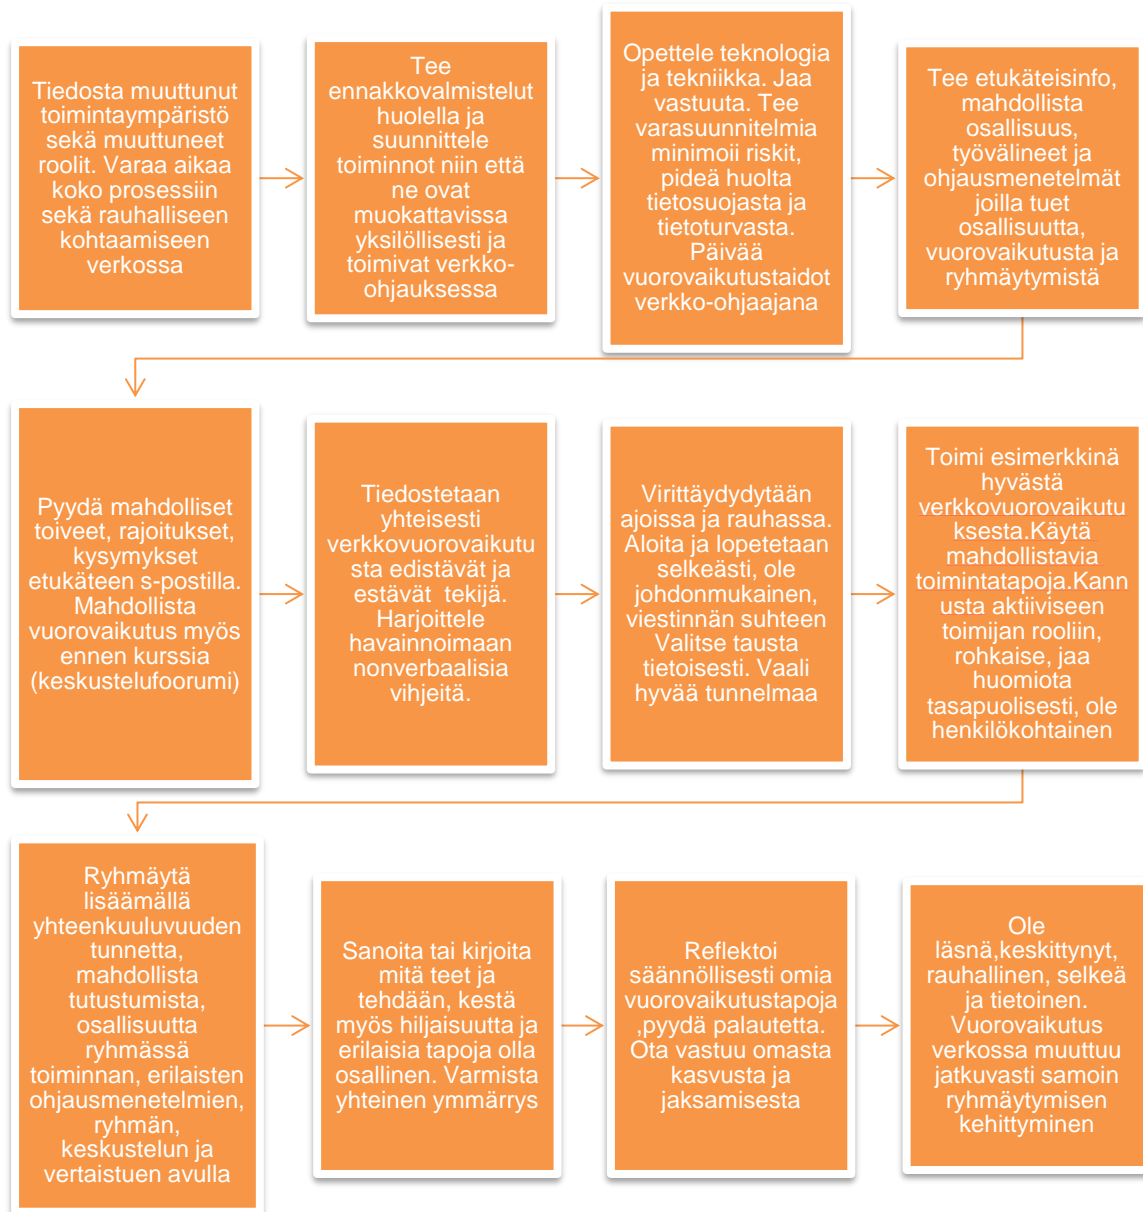 Tiedosta muuttunut
toimintaympäristö
sekä muuttuneet
roolit. Varaa aikaa
koko prosessiin
sekä rauhalliseen
kohtaamiseen
verkossa
Tee
ennakkovalmistelut
huolella ja
suunnittele
toiminnot niin että
ne ovat
muokattavissa
yksilöllisesti ja
toimivat verkko-
ohjauksessa
Opettele teknologia
ja tekniikka. Jaa
vastuuta. Tee
varasuunnitelmia
minimoii riskit,
pideä huolta
tietosuojasta ja
tietoturvasta.
Päivää
vuorovaikutustaidot
verkko-ohjaajana
Tee etukäteisinfo,
mahdollista
osallisuus,
työvälineet ja
ohjausmenetelmät
joilla tuet
osallisuutta,
vuorovaikutusta ja
ryhmäytymistä
Pyydä mahdolliset
toiveet, rajoitukset,
kysymykset
etukäteen s-postilla.
Mahdollista
vuorovaikutus myös
ennen kurssia
(keskustelufoorumi)
Tiedostetaan
yhteisesti
verkkovuorovaikutu
sta edistävät ja
estävät  tekijä.
Harjoittele
havainnoimaan
nonverbaalisia
vihjeitä.
Virittäydydytään
ajoissa ja rauhassa.
Aloita ja lopetetaan
selkeästi, ole
johdonmukainen,
viestinnän suhteen
Valitse tausta
tietoisesti. Vaali
hyvää tunnelmaa
Toimi esimerkkinä
hyvästä
verkkovuorovaikutu
ksesta.Käytä
mahdollistavia
toimintatapoja.Kann
usta aktiiviseen
toimijan rooliin,
rohkaise, jaa
huomiota
tasapuolisesti, ole
henkilökohtainen
Ryhmäytä
lisäämällä
yhteenkuuluvuuden
tunnetta,
mahdollista
tutustumista,
osallisuutta
ryhmässä
toiminnan, erilaisten
ohjausmenetelmien,
ryhmän,
keskustelun ja
vertaistuen avulla
Sanoita tai kirjoita
mitä teet ja
tehdään, kestä
myös hiljaisuutta ja
erilaisia tapoja olla
osallinen. Varmista
yhteinen ymmärrys
Reflektoi
säännöllisesti omia
vuorovaikutustapoja
,pyydä palautetta.
Ota vastuu omasta
kasvusta ja
jaksamisesta
Ole
läsnä,keskittynyt,
rauhallinen, selkeä
ja tietoinen.
Vuorovaikutus
verkossa muuttuu
jatkuvasti samoin
ryhmäytymisen
kehittyminen